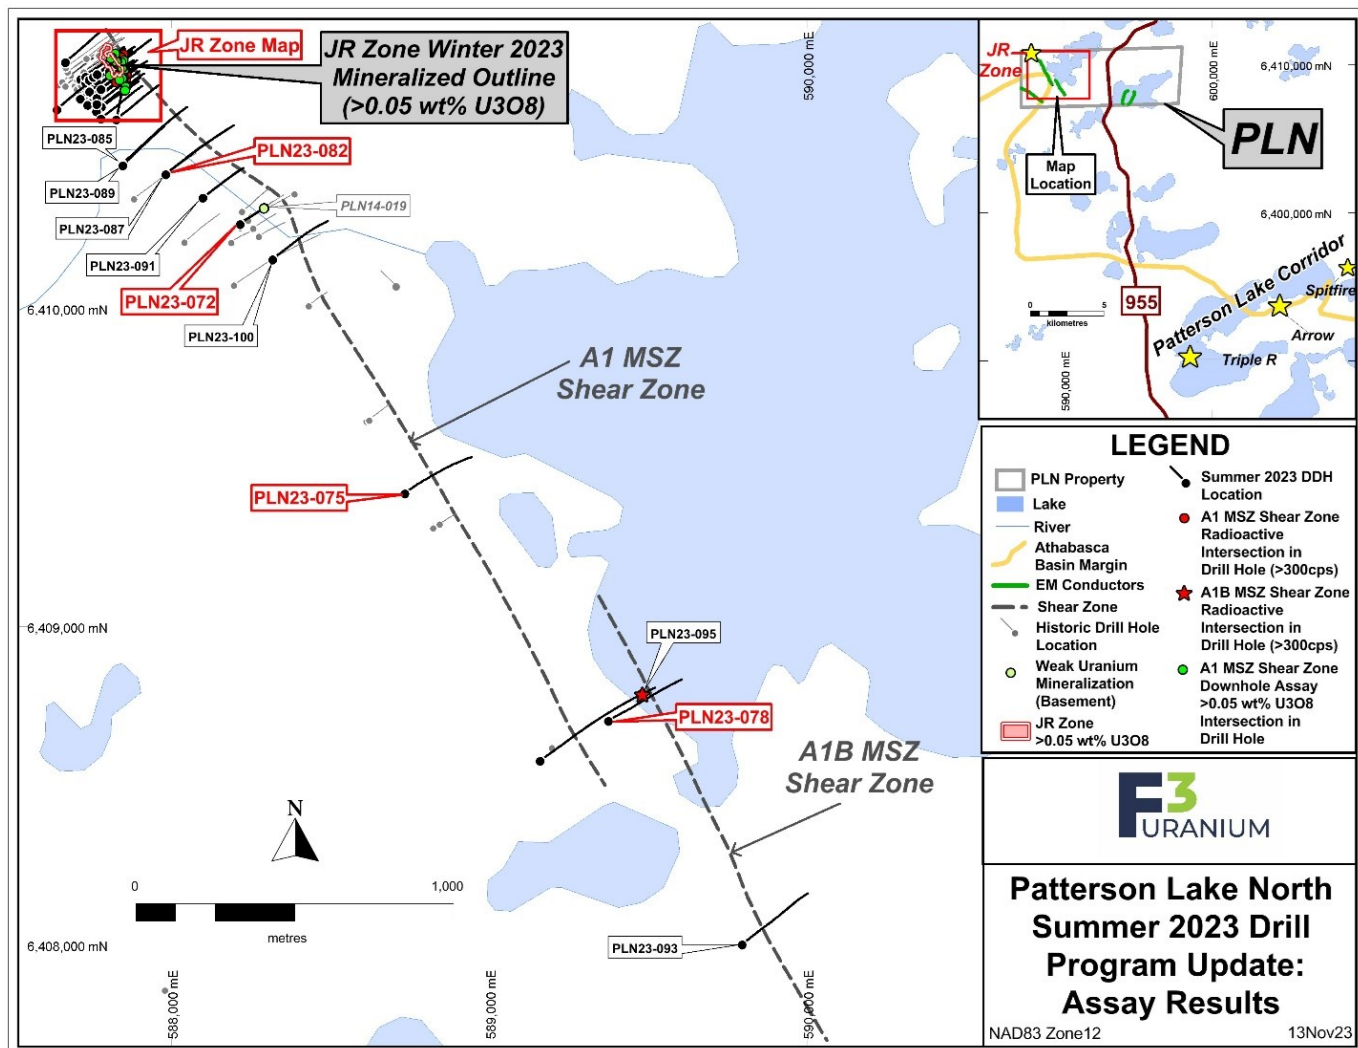 JR Zone Map
JR Zone Winter 2023
Mineralized Outline
(>0.05 wt% U3O8)
590,000 mE
PLN23-085
PLN23-082
PLN23-089
PLN14-019
PLN23-087
PLN23-091
PLN23-072
PLN23-100
6,410,000 mN
A1 MSZ
Shear Zone
PLN23-075
6,409,000 mN
PLN23-095
PLN23-078
A1B MSZ
Shear Zone
N
0
1,000
metres
6,408,000 mN
PLN23-093
588,000 mE
589,000 mE
590,000 mE
JR
Zone
600,000 mE
6,410,000 mN
PLN
Map
Location
6,400,000 mN
Patterson Lake Corridor
Spitfire
0
5
kilometres
955
Arrow
Triple R
590,000 mE
LEGEND
PLN Property
Lake
River
Athabasca
Basin Margin
EM Conductors
Shear Zone
Historic Drill Hole
Location
Weak Uranium
Mineralization
(Basement)
JR Zone
>0.05 wt% U3O8
Summer 2023 DDH
Location
A1 MSZ Shear Zone
Radioactive
Intersection in
Drill Hole (>300cps)
A1B MSZ Shear Zone
Radioactive
Intersection in
Drill Hole (>300cps)
A1 MSZ Shear Zone
Downhole Assay
>0.05 wt% U3O8
Intersection in
Drill Hole
F3
URANIUM
Patterson Lake North
Summer 2023 Drill
Program Update:
Assay Results
NAD83 Zone12
13Nov23